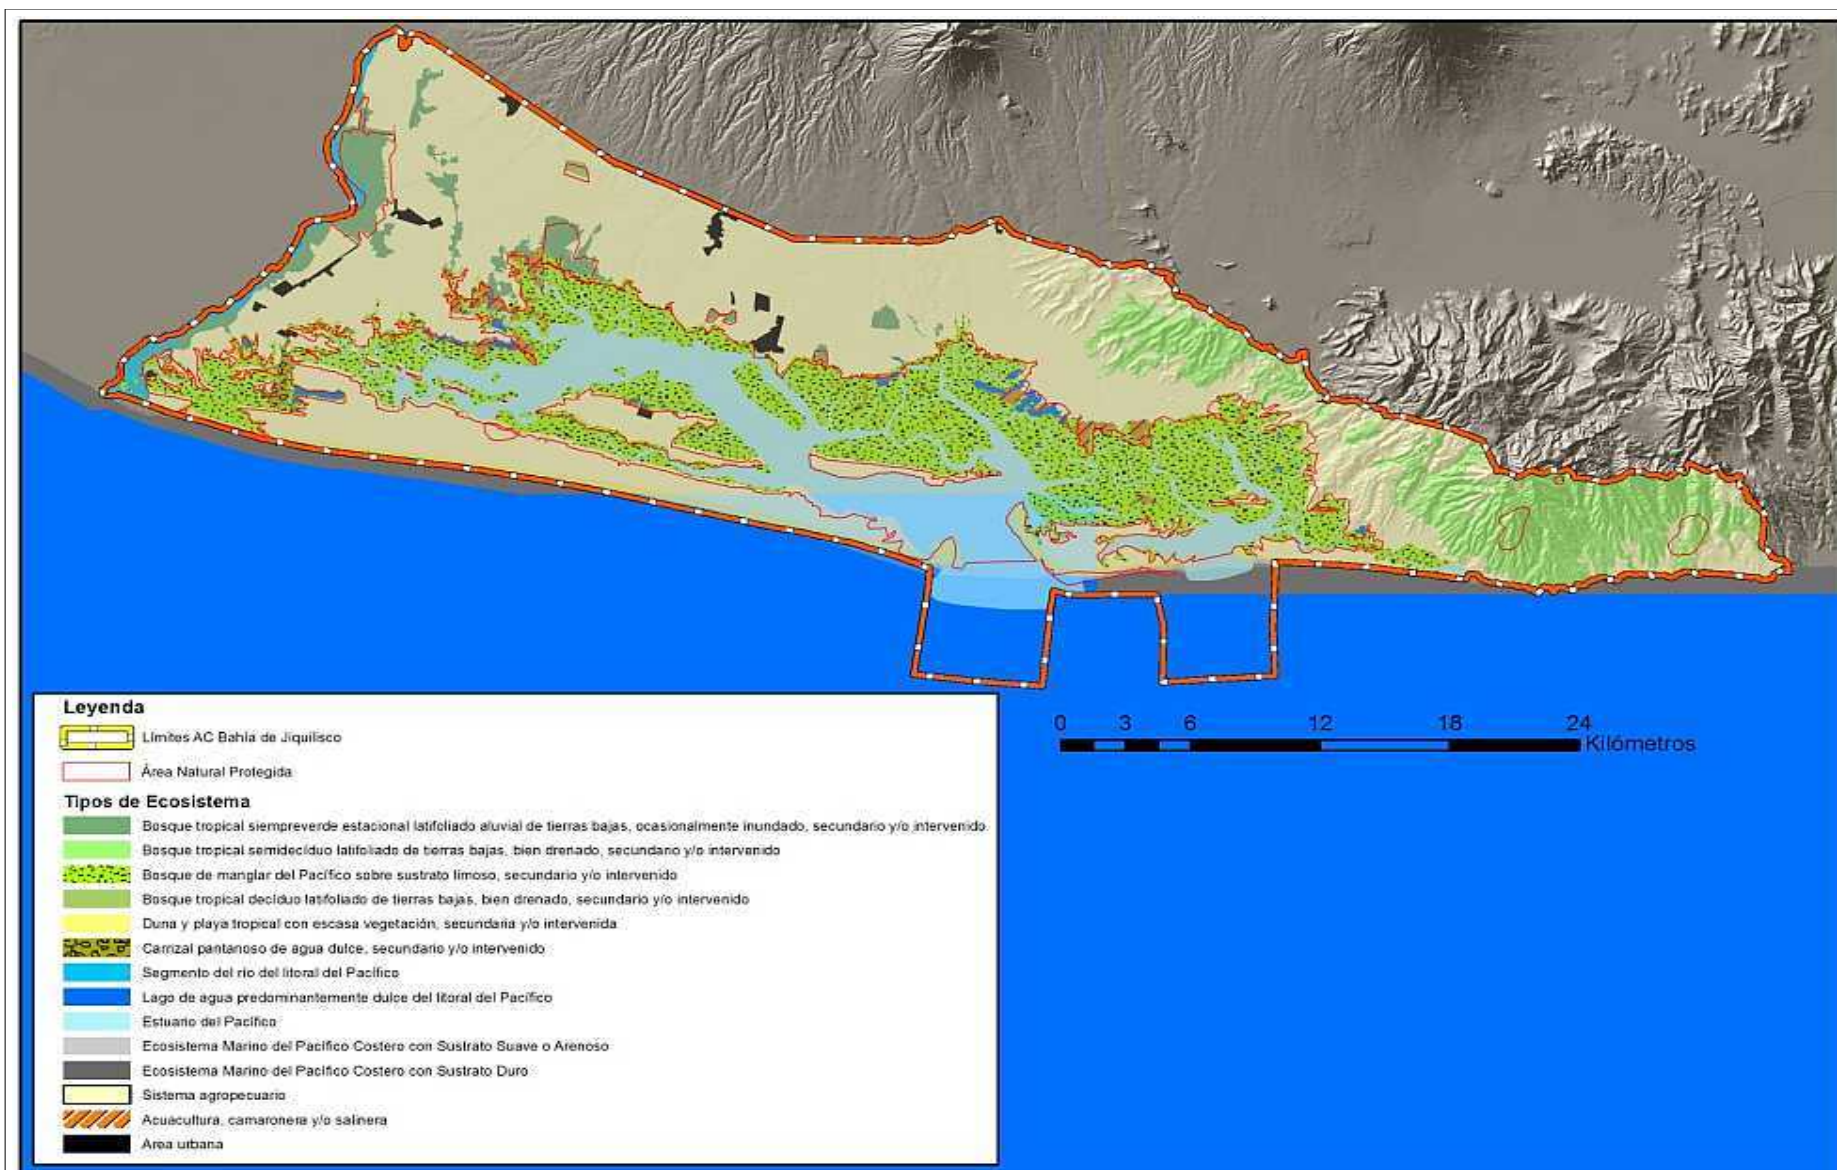 Leyenda
Límites AC Bahía de Jiquilisco
Área Natural Protegida
Tipos de Ecosistema
Bosque tropical siempreverde estacional latifoliado aluvial de tierras bajas, ocasionalmente inundado, secundario y/o intervenido
Bosque tropical semidecíduo latifoliado de tierras bajas, bien drenado, secundario y/o intervenido
Bosque de manglar del Pacífico sobre sustrato limoso, secundario y/o intervenido
Bosque tropical decíduo latifoliado de tierras bajas, bien drenado, secundario y/o intervenido
Duna y playa tropical con escasa vegetación, secundaria y/o intervenida
Carrizal pantanoso de agua dulce, secundario y/o intervenido
Segmento del río del litoral del Pacífico
Lago de agua predominantemente dulce del litoral del Pacífico
Estuario del Pacífico
Ecosistema Marino del Pacífico Costero con Sustrato Suave o Arenoso
Ecosistema Marino del Pacífico Costero con Sustrato Duro
Sistema agropecuario
Acuacultura, camaronera y/o salinera
Area urbana
0 3 6 12 18 24
Kilómetros